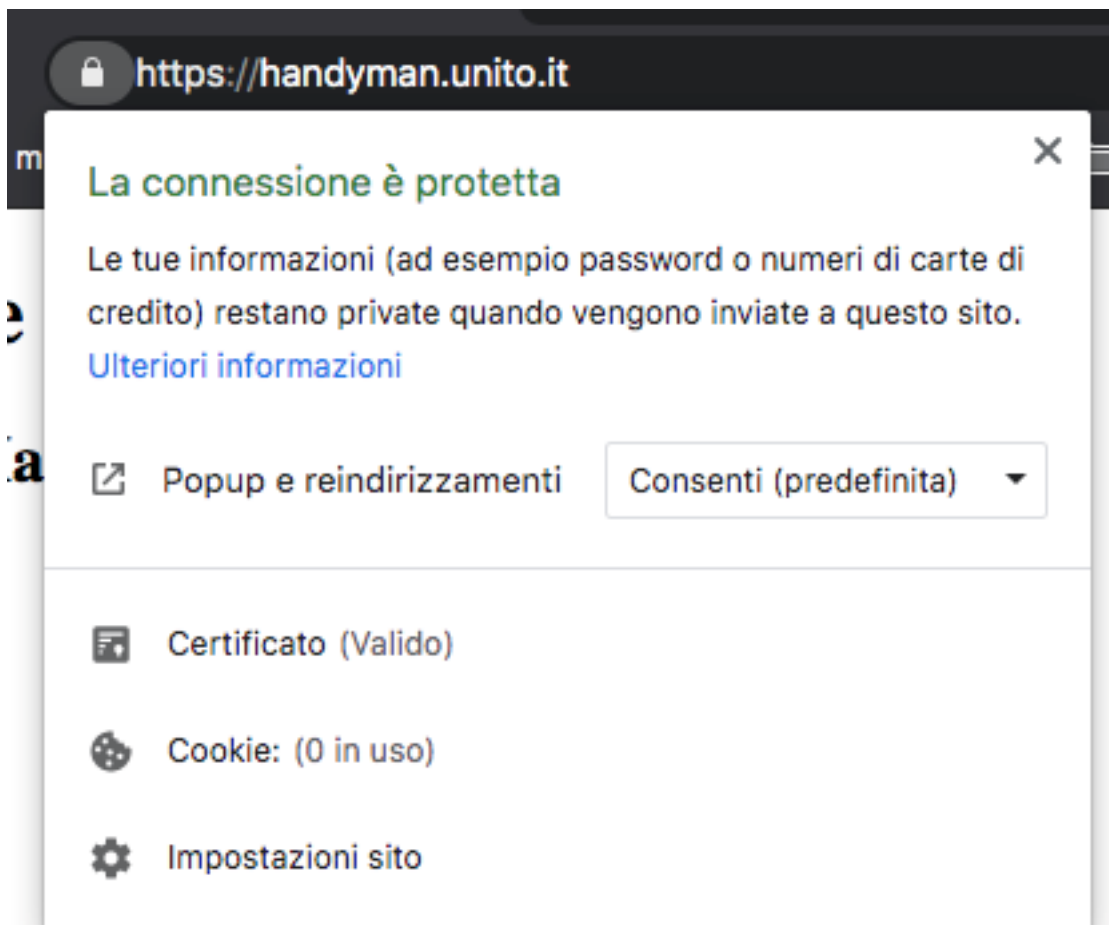 https://handyman.unito.it
m
La connessione è protetta
Le tue informazioni (ad esempio password o numeri di carte di
credito) restano private quando vengono inviate a questo sito.
Ulteriori informazioni
e
a
Popup e reindirizzamenti Consenti (predefinita)
Certificato (Valido)
Cookie: (0 in uso)
Impostazioni sito